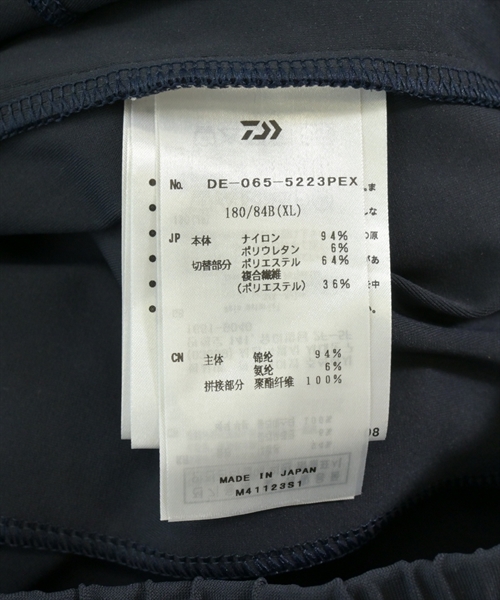 No. DE-065-5223PEX
180/84B(XL)
JP 本体 ナイロン 94%
ポリウレタン 6%
切替部分 ポリエステル 64%
複合繊維
(ポリエステル) 36%
CN 主体 锦纶 94%
氨纶 6%
拼接部分 聚酯纤维 100%
MADE IN JAPAN
M41123S1